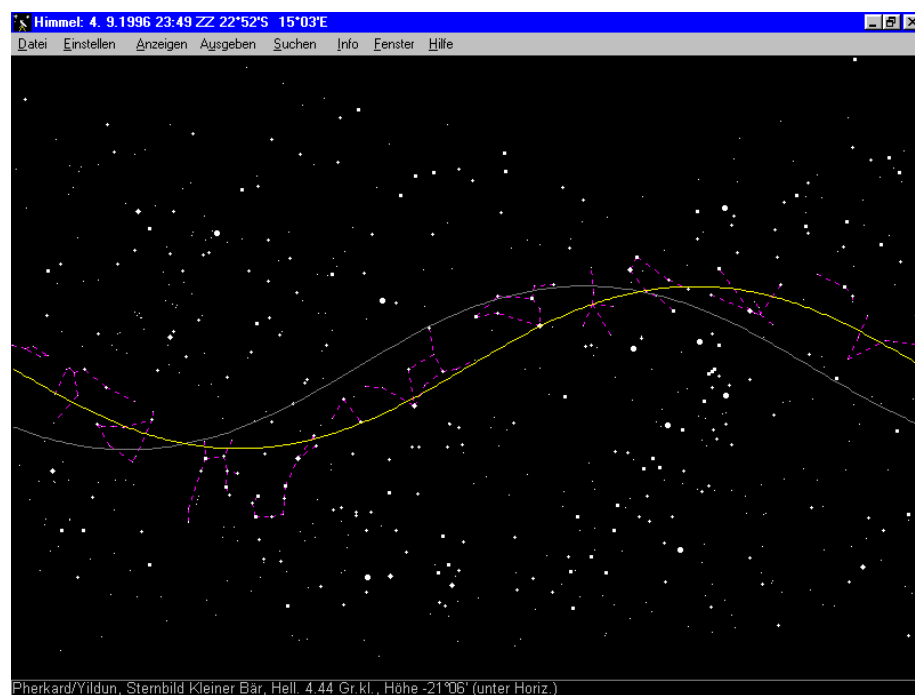 Himmel: 4. 9.1996 23:49 ZZ 22°52'S 15°03'E
Datei Einstellen Anzeigen Ausgeben Suchen Info Fenster Hilfe
Pherkard/Yildun, Sternbild Kleiner Bär, Hell. 4.44 Gr.kl., Höhe -21°06' (unter Horiz.)